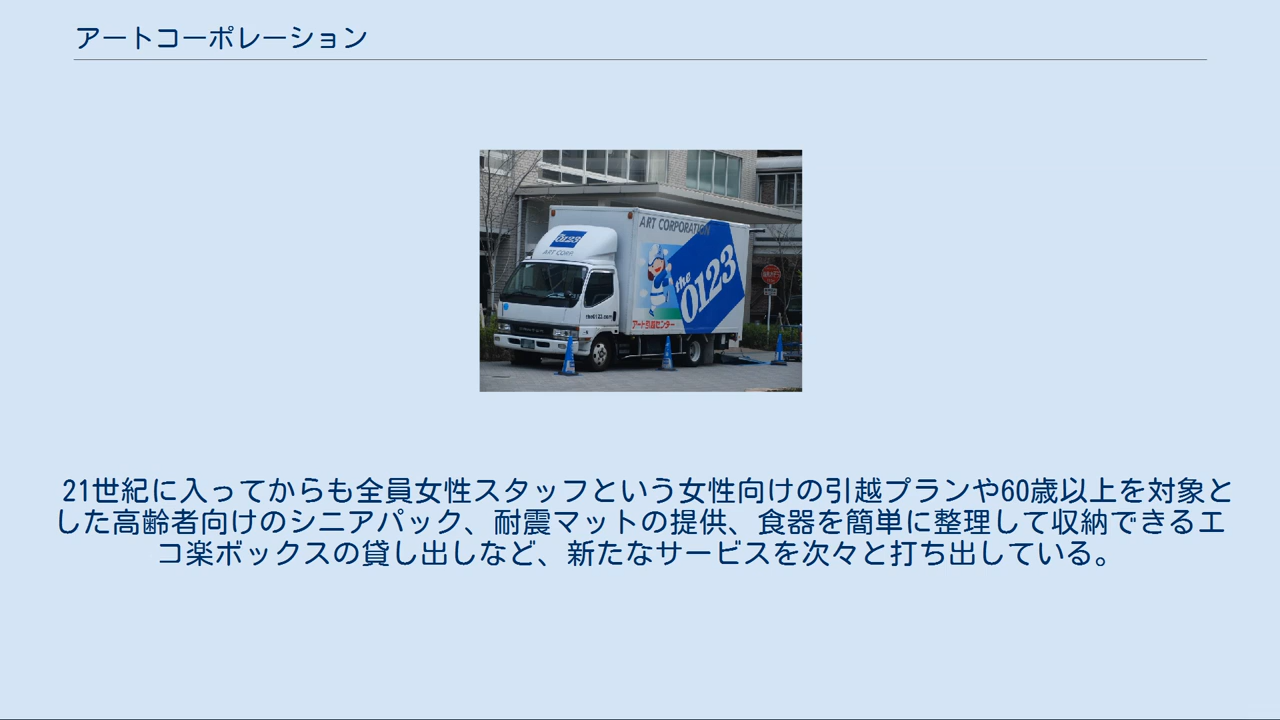 アートコーポレーション
ART CORPORATION
0123
ART CORP
the
0123
the0123.com
アート引越センター
21世紀に入ってからも全員女性スタッフという女性向けの引越プランや60歳以上を対象と
した高齢者向けのシニアパック、耐震マットの提供、食器を簡単に整理して収納できるエ
コ楽ボックスの貸し出しなど、新たなサービスを次々と打ち出している。